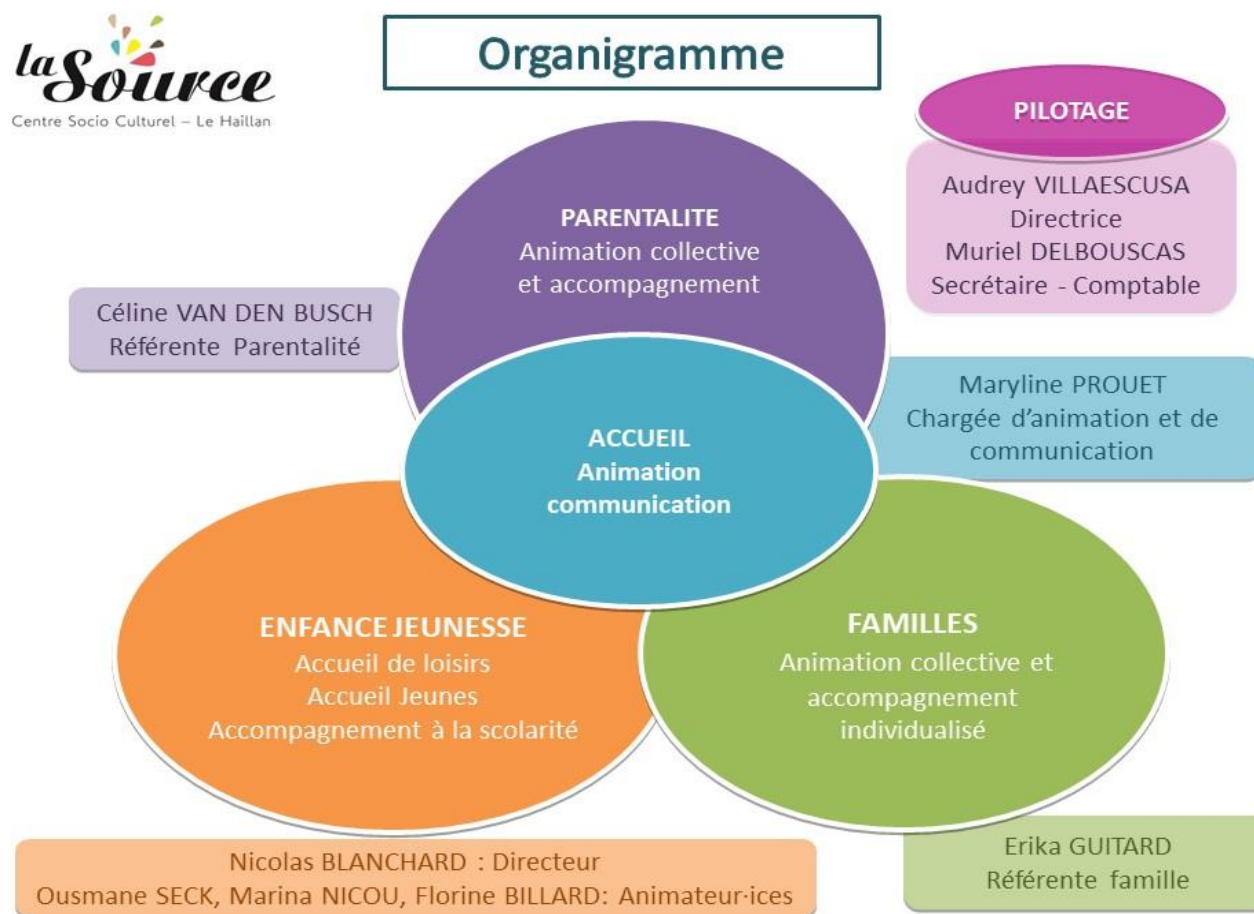 la Source
Centre Socio Culturel – Le Haillan
Organigramme
PILOTAGE
Audrey VILLAESCUSA
Directrice
Muriel DELBOUSCAS
Secrétaire - Comptable
PARENTALITE
Animation collective
et accompagnement
Céline VAN DEN BUSCH
Référente Parentalité
Maryline PROUET
Chargée d’animation et de
communication
ACCUEIL
Animation
communication
ENFANCE JEUNESSE
Accueil de loisirs
Accueil Jeunes
Accompagnement à la scolarité
FAMILLES
Animation collective et
accompagnement
individualisé
Nicolas BLANCHARD : Directeur
Ousmane SECK, Marina NICOU, Florine BILLARD: Animateur·ices
Erika GUITARD
Référente famille